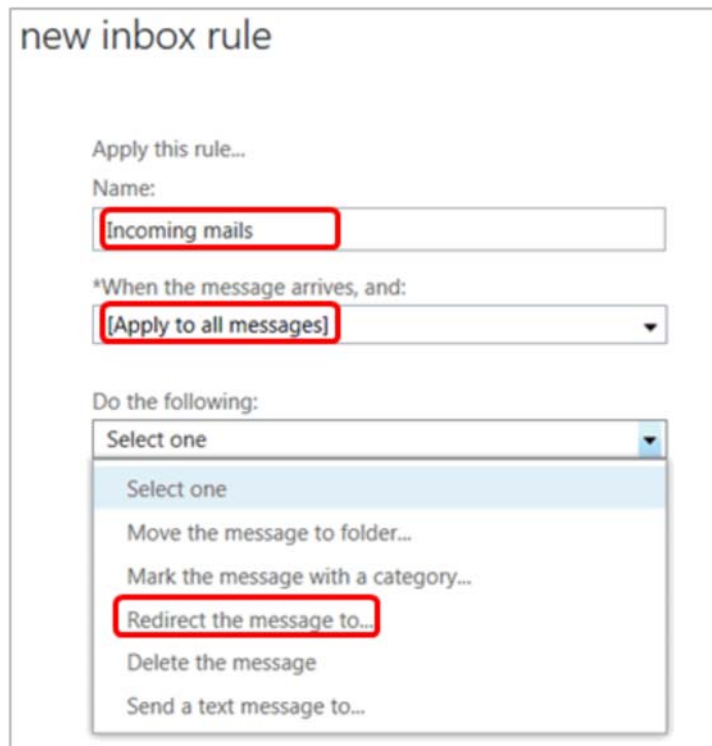 new inbox rule
Apply this rule...
Name:
Incoming mails
*When the message arrives, and:
[Apply to all messages]
Do the following:
Select one
Select one
Move the message to folder...
Mark the message with a category...
Redirect the message to...
Delete the message
Send a text message to...